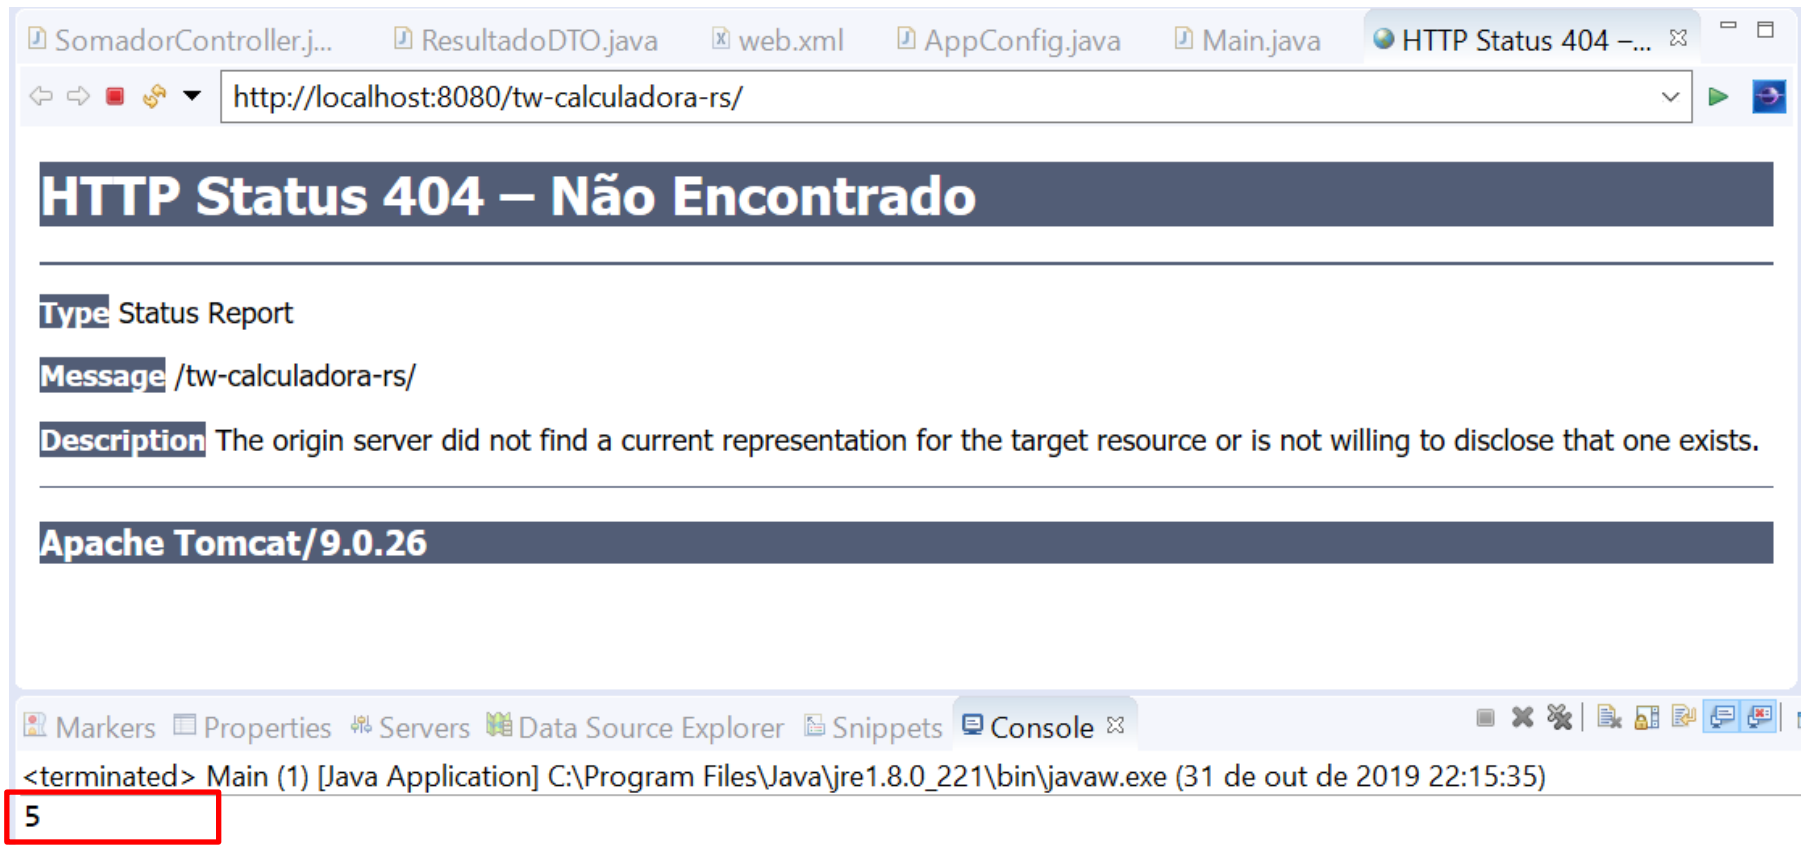 SomadorController.j... ResultadoDTO.java web.xml AppConfig.java Main.java HTTP Status 404 –...
http://localhost:8080/tw-calculadora-rs/
HTTP Status 404 – Não Encontrado
Type Status Report
Message /tw-calculadora-rs/
Description The origin server did not find a current representation for the target resource or is not willing to disclose that one exists.
Apache Tomcat/9.0.26
Markers Properties Servers Data Source Explorer Snippets Console
<terminated> Main (1) [Java Application] C:\Program Files\Java\jre1.8.0_221\bin\javaw.exe (31 de out de 2019 22:15:35)
5